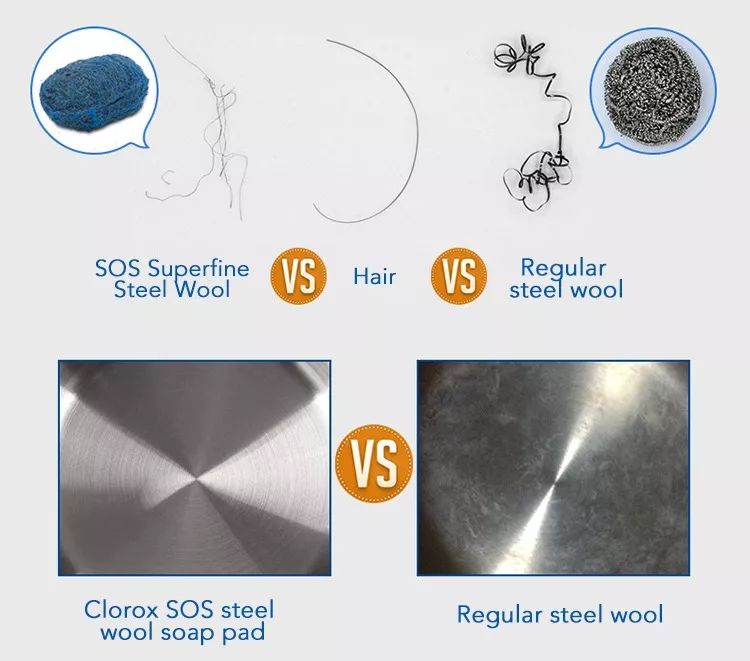 SOS Superfine
Steel Wool
VS
Hair
VS
Regular
steel wool
VS
Clorox SOS steel
wool soap pad
Regular steel wool